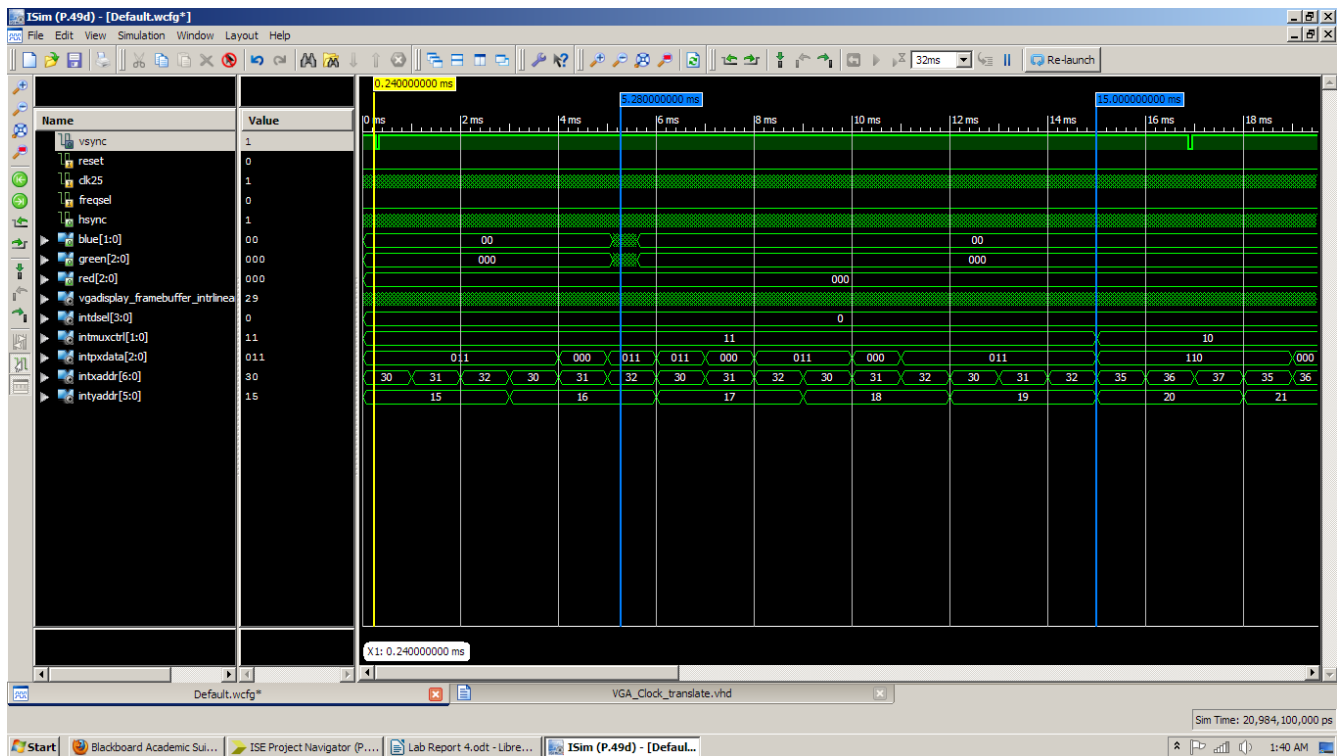 ISim (P.49d) - [Default.wcfg*]
File Edit View Simulation Window Layout Help
32ms Re-launch
0.240000000 ms
5.280000000 ms 15.000000000 ms
Name Value 0 ms 2 ms 4 ms 6 ms 8 ms 10 ms 12 ms 14 ms 16 ms 18 ms
vsync 1
reset 0
clk25 1
freqsel 0
hsync 1
blue[1:0] 00 00 00
green[2:0] 000 000 000
red[2:0] 000 000
vgadisplay_framebuffer_intrlinea 29
intdsel[3:0] 0 0
intmuxctrl[1:0] 11 11 10
intpxdata[2:0] 011 011 000 011 011 000 011 000 011 110 000
intxaddr[6:0] 30 30 31 32 30 31 32 30 31 32 30 31 32 30 31 32 35 36 37 35 36
intyaddr[5:0] 15 15 16 17 18 19 20 21
X1: 0.240000000 ms
Default.wcfg* VGA_Clock_translate.vhd
Sim Time: 20,984,100,000 ps
Start Blackboard Academic Sui... ISE Project Navigator (P.... Lab Report 4.odt - Libre... ISim (P.49d) - [Defaul... 1:40 AM